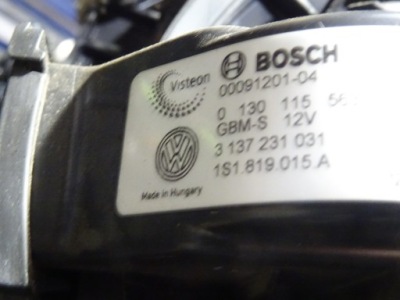 Visteon
BOSCH
00091201-04
0 130 115
GBM-S 12V
3 137 231 031
1S1.819.015.A
Made in Hungary